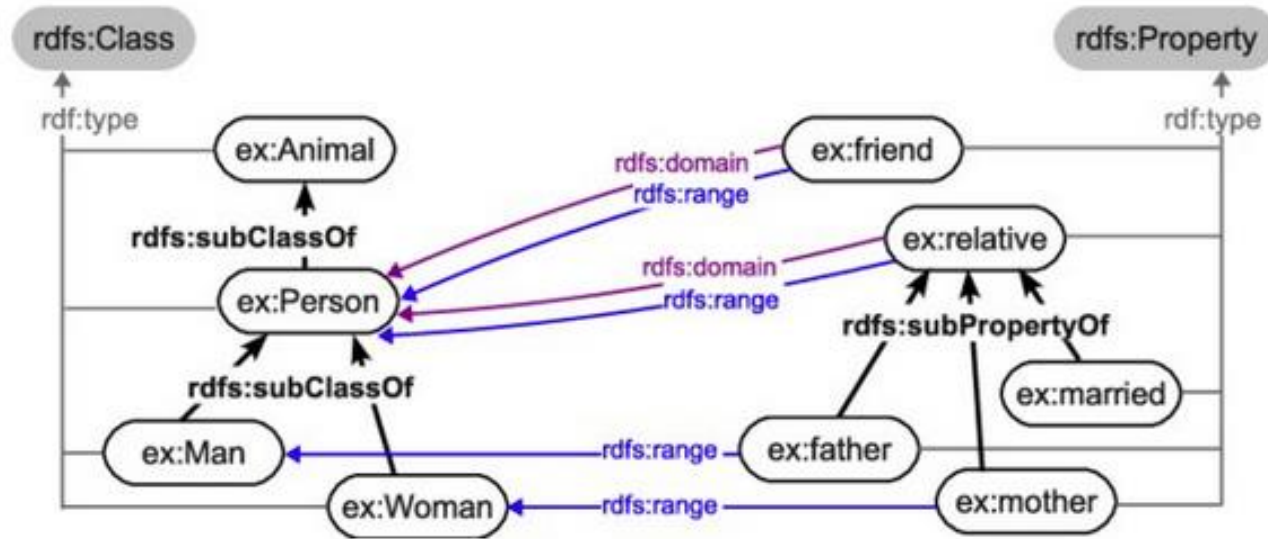 rdfs:Class
rdfs:Property
rdf:type
rdf:type
ex:Animal
rdfs:domain
ex:friend
rdfs:range
rdfs:subClassOf
ex:relative
rdfs:domain
ex:Person
rdfs:range
rdfs:subPropertyOf
rdfs:subClassOf
ex:married
ex:Man
rdfs:range
ex:father
ex:Woman
rdfs:range
ex:mother